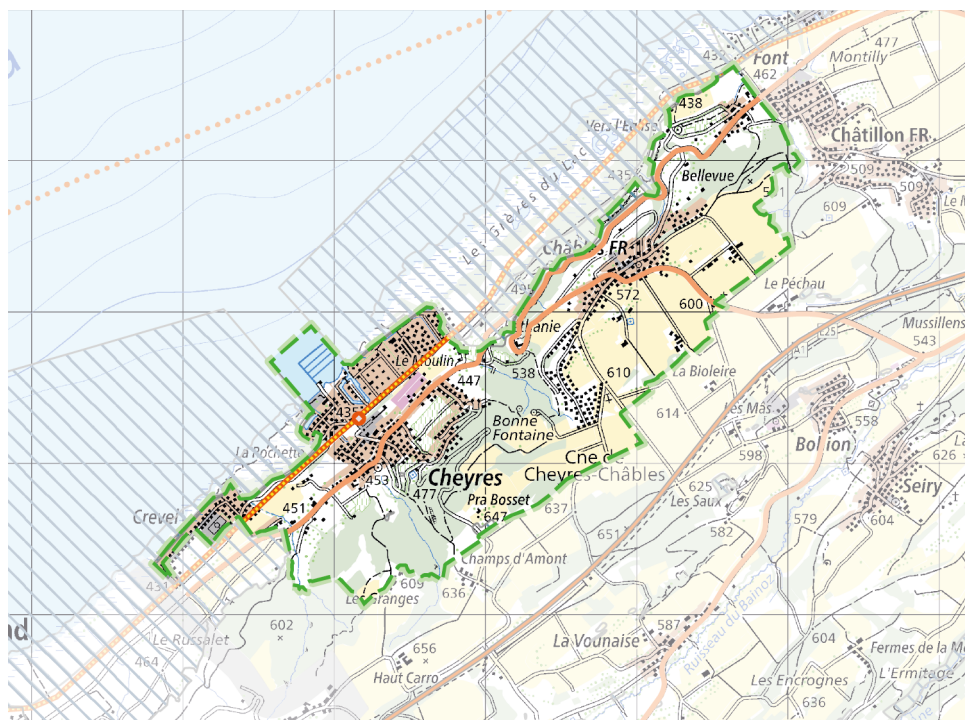 432
Font
477
Montilly
462
438
Vers l'Eglise
Châtillon FR
435
Bellevue
509
509
609
Les Grèves du Lac
Châbles FR
495
572
Le Péchau
600
Mussillens
543
E25
A1
Le Moulin
447
538
610
La Bioleire
614
Les Mas
Bonne
Fontaine
558
598
La Pochette
Cne d
Cheyres-Châbles
626
453
Cheyres
477
Pra Bosset
625
Les Saux
Seiry
451
Crevel
647
637
604
582
579
651
Champs d'Amont
431
609
636
Les Granges
602
Le Russalet
587
604
La Vounaise
Ruisseau du Bainoz
656
464
Haut Carro
Fermes de la M
L'Ermitage
Les Encrognes
636